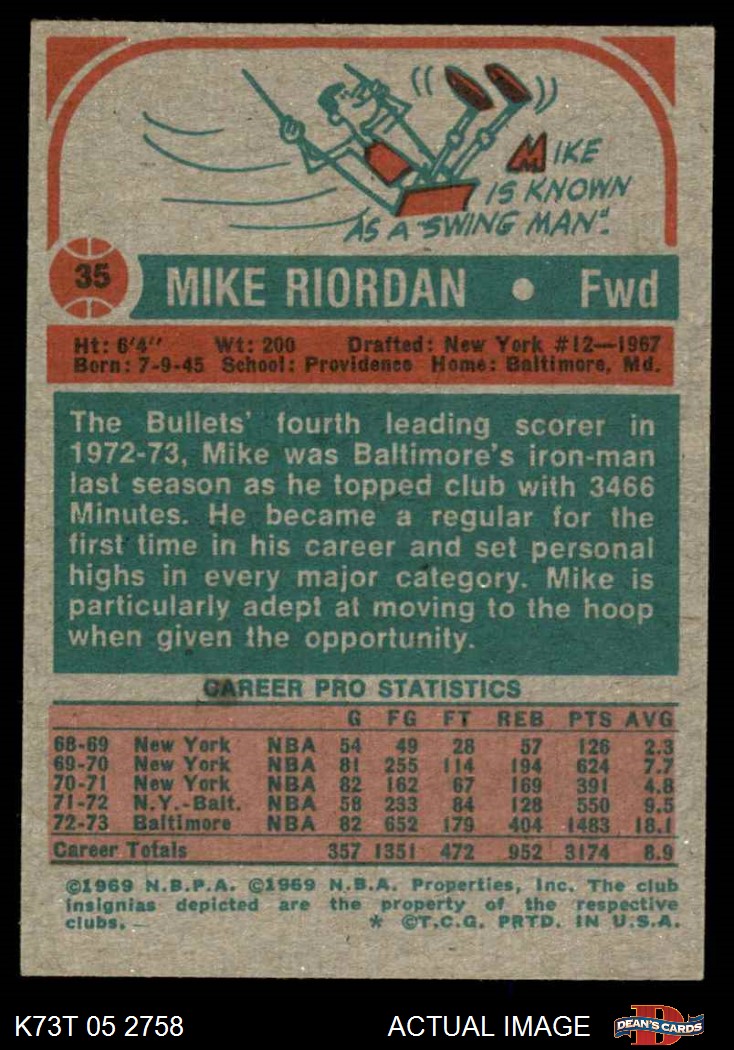 MIKE
IS KNOWN
AS A "SWING MAN".
35 MIKE RIORDAN • Fwd
Ht: 6'4" Wt: 200 Drafted: New York #12—1967
Born: 7-9-45 School: Providence Home: Baltimore, Md.
The Bullets' fourth leading scorer in
1972-73, Mike was Baltimore's iron-man
last season as he topped club with 3466
Minutes. He became a regular for the
first time in his career and set personal
highs in every major category. Mike is
particularly adept at moving to the hoop
when given the opportunity.
CAREER PRO STATISTICS
G FG FT REB PTS AVG
68-69 New York NBA 54 49 28 57 126 2.3
69-70 New York NBA 81 255 114 194 624 7.7
70-71 New York NBA 82 162 67 169 391 4.8
71-72 N.Y.-Balt. NBA 58 233 84 128 550 9.5
72-73 Baltimore NBA 82 652 179 404 1483 18.1
Career Totals 357 1351 472 952 3174 8.9
©1969 N.B.P.A. ©1969 N.B.A. Properties, Inc. The club
insignias depicted are the property of the respective
clubs. * ©T.C.G. PRTD. IN U.S.A.
K73T 05 2758 ACTUAL IMAGE D DEAN'S CARDS